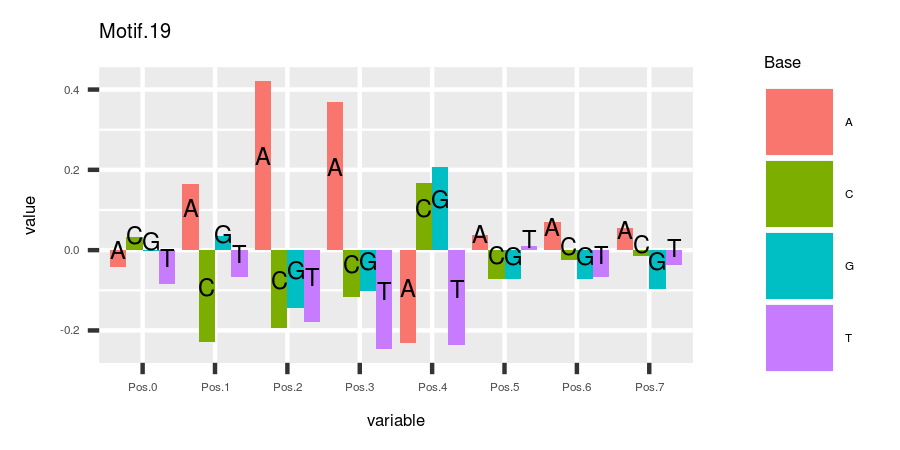 Motif.19
Base
A
C
G
T
value
0.4
0.2
0.0
-0.2
A C G T
A C G T
A C G T
A C G T
A C G T
A C G T
A C G T
A C G T
Pos.0 Pos.1 Pos.2 Pos.3 Pos.4 Pos.5 Pos.6 Pos.7
variable